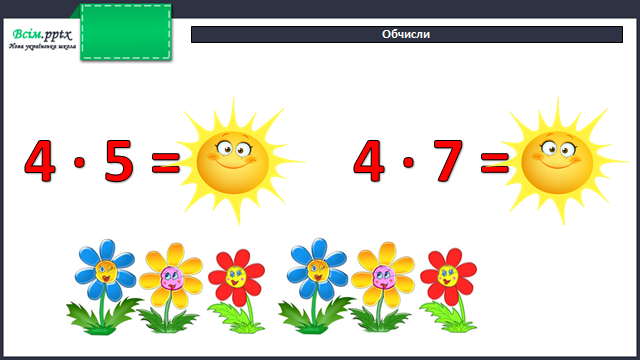 Всім.pptx
Нова українська школа
Обчисли
4 · 5 =
4 · 7 =